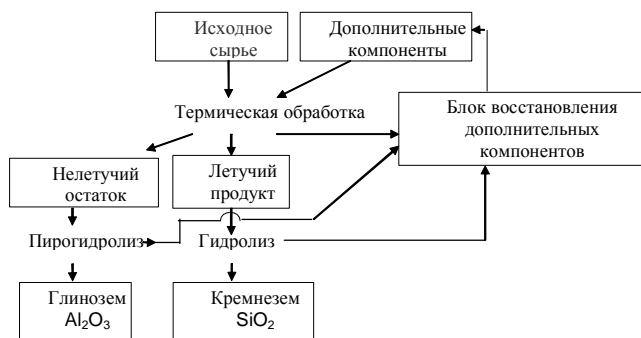 Исходное
сырье
Дополнительные
компоненты
Термическая обработка
Блок восстановления
дополнительных
компонентов
Нелетучий
остаток
Летучий
продукт
Пирогидролиз
Гидролиз
Глинозем
Al₂O₃
Кремнезем
SiO₂